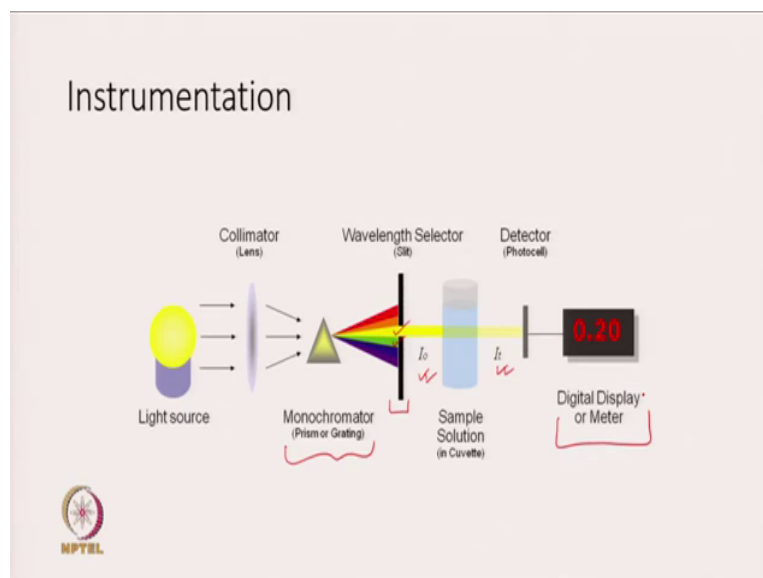 Instrumentation
Collimator
(Lens)
Wavelength Selector
(Slit)
Detector
(Photocell)
I₀
Iₜ
0.20
Light source
Monochromator
(Prism or Grating)
Sample
Solution
(in Cuvette)
Digital Display
or Meter
NPTEL